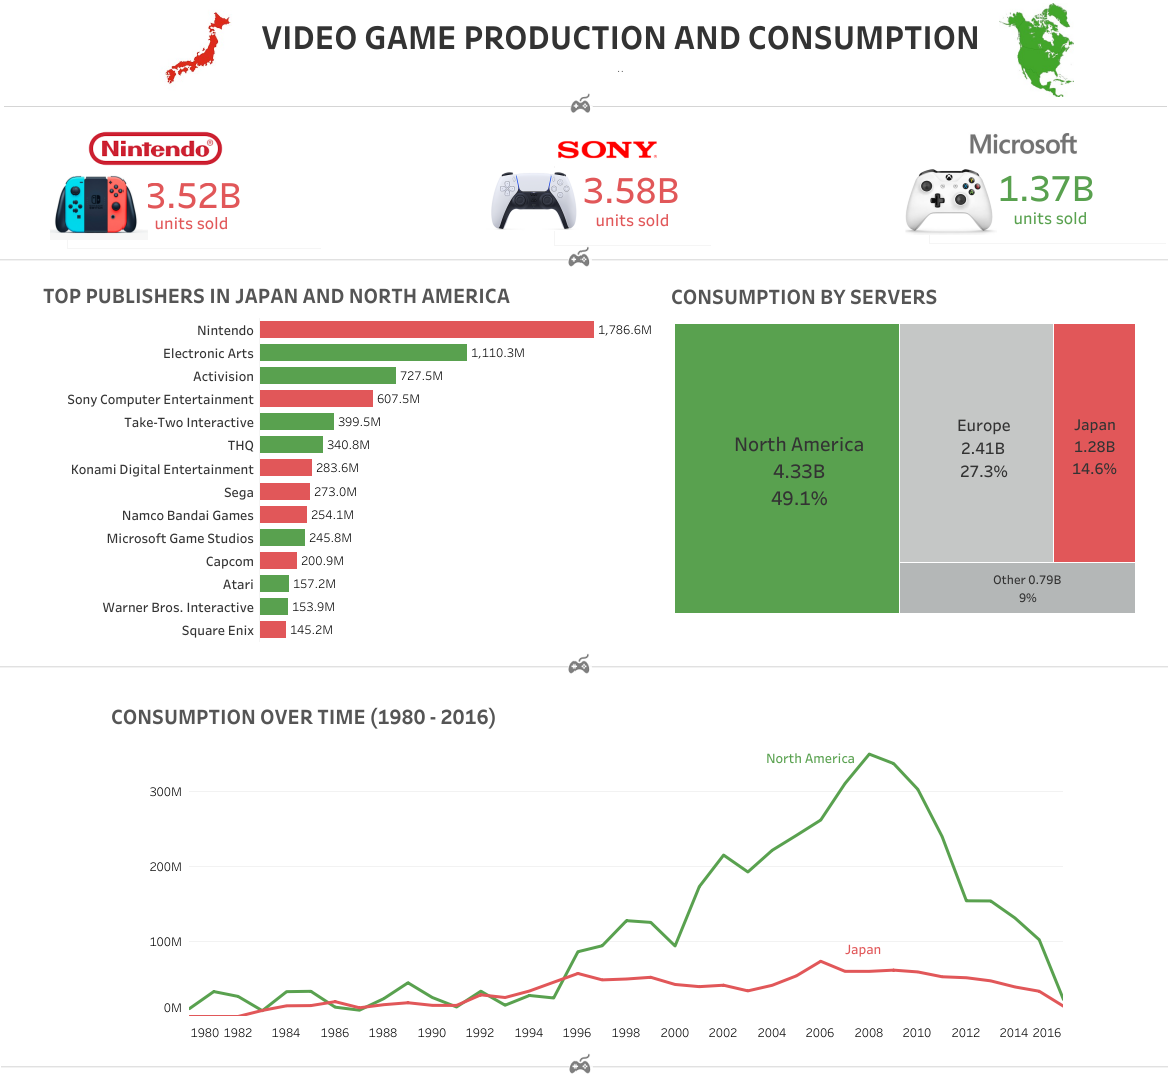 VIDEO GAME PRODUCTION AND CONSUMPTION
..
Nintendo®
3.52B
units sold
SONY
3.58B
units sold
Microsoft
1.37B
units sold
TOP PUBLISHERS IN JAPAN AND NORTH AMERICA
Nintendo 1,786.6M
Electronic Arts 1,110.3M
Activision 727.5M
Sony Computer Entertainment 607.5M
Take-Two Interactive 399.5M
THQ 340.8M
Konami Digital Entertainment 283.6M
Sega 273.0M
Namco Bandai Games 254.1M
Microsoft Game Studios 245.8M
Capcom 200.9M
Atari 157.2M
Warner Bros. Interactive 153.9M
Square Enix 145.2M
CONSUMPTION BY SERVERS
North America
4.33B
49.1%
Europe
2.41B
27.3%
Japan
1.28B
14.6%
Other 0.79B
9%
CONSUMPTION OVER TIME (1980 - 2016)
North America
Japan
300M
200M
100M
0M
1980 1982 1984 1986 1988 1990 1992 1994 1996 1998 2000 2002 2004 2006 2008 2010 2012 2014 2016